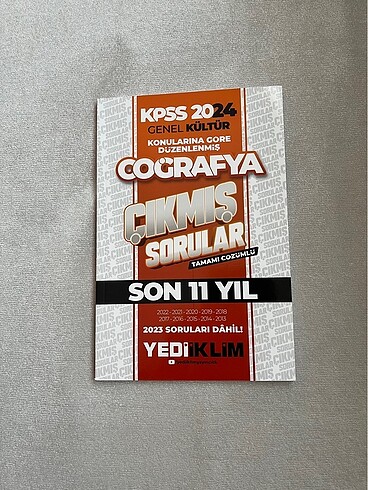 KPSS 2024
GENEL KÜLTÜR
KONULARINA GÖRE
DÜZENLENMİŞ
COĞRAFYA
ÇIKMIŞ
SORULAR
TAMAMI ÇÖZÜMLÜ
SON 11 YIL
2022 - 2021 - 2020 - 2019 - 2018
2017 - 2016 - 2015 - 2014 - 2013
2023 SORULARI DÂHİL!
YEDİİKLİM